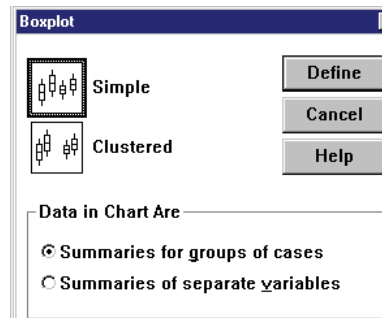 Boxplot
Simple
Clustered
Define
Cancel
Help
Data in Chart Are
Summaries for groups of cases
Summaries of separate variables